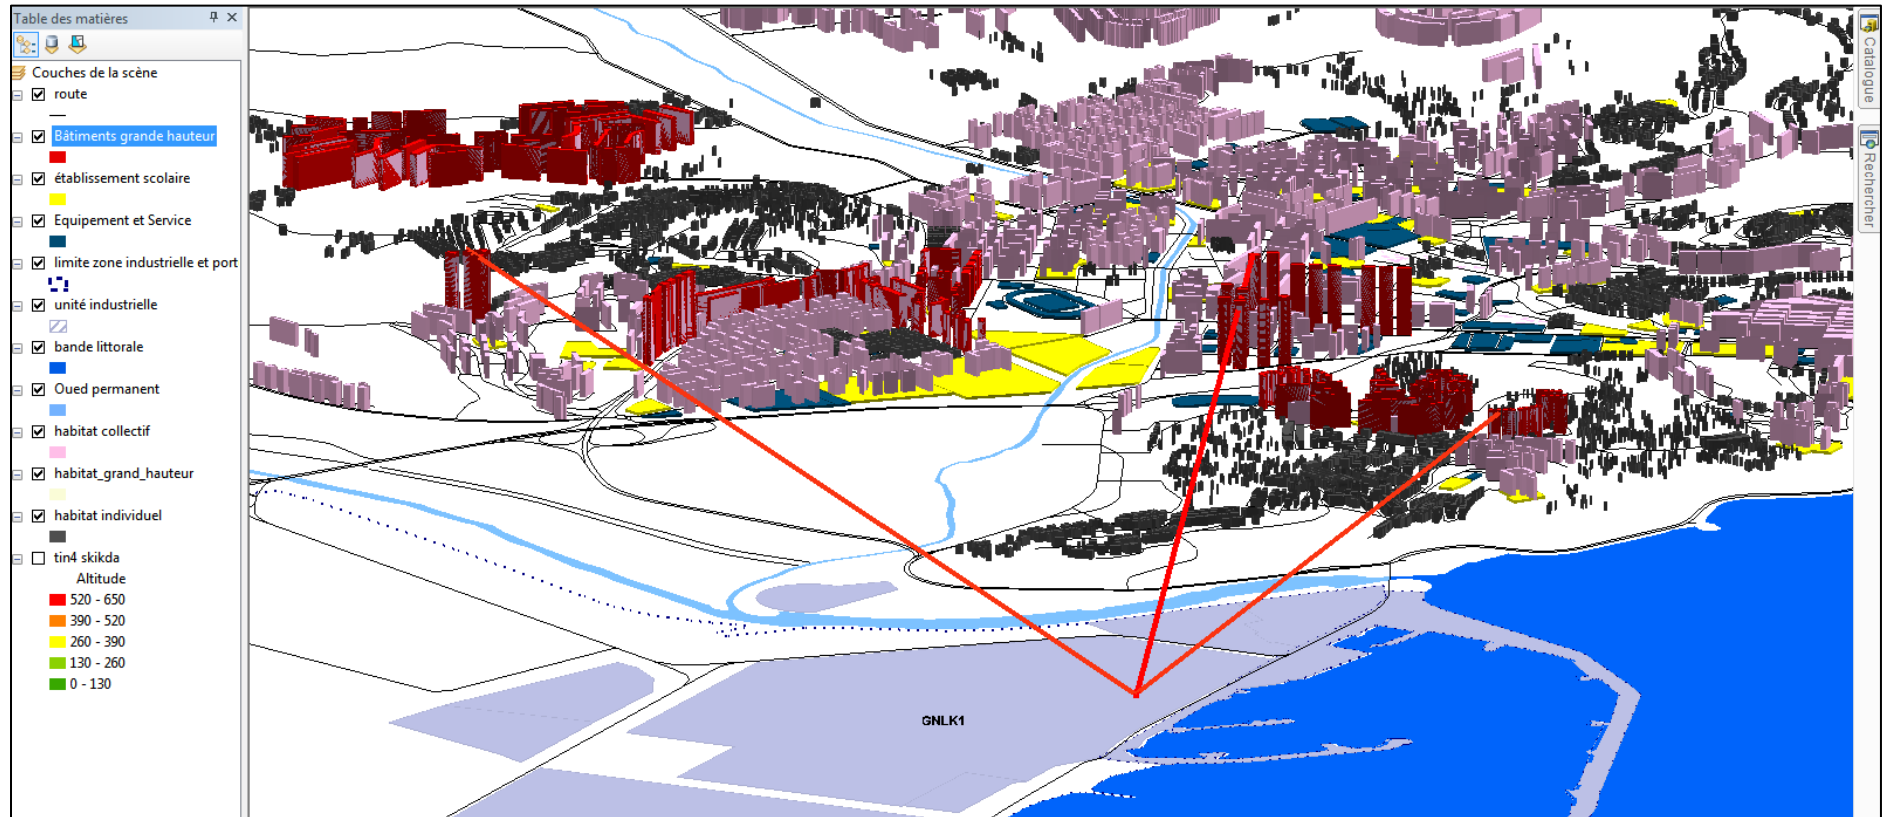 Table des matières
Couches de la scène
route
Bâtiments grande hauteur
établissement scolaire
Equipement et Service
limite zone industrielle et port
unité industrielle
bande littorale
Oued permanent
habitat collectif
habitat_grand_hauteur
habitat individuel
tin4 skikda
Altitude
520 - 650
390 - 520
260 - 390
130 - 260
0 - 130
GNLK1
Catalogue
Rechercher